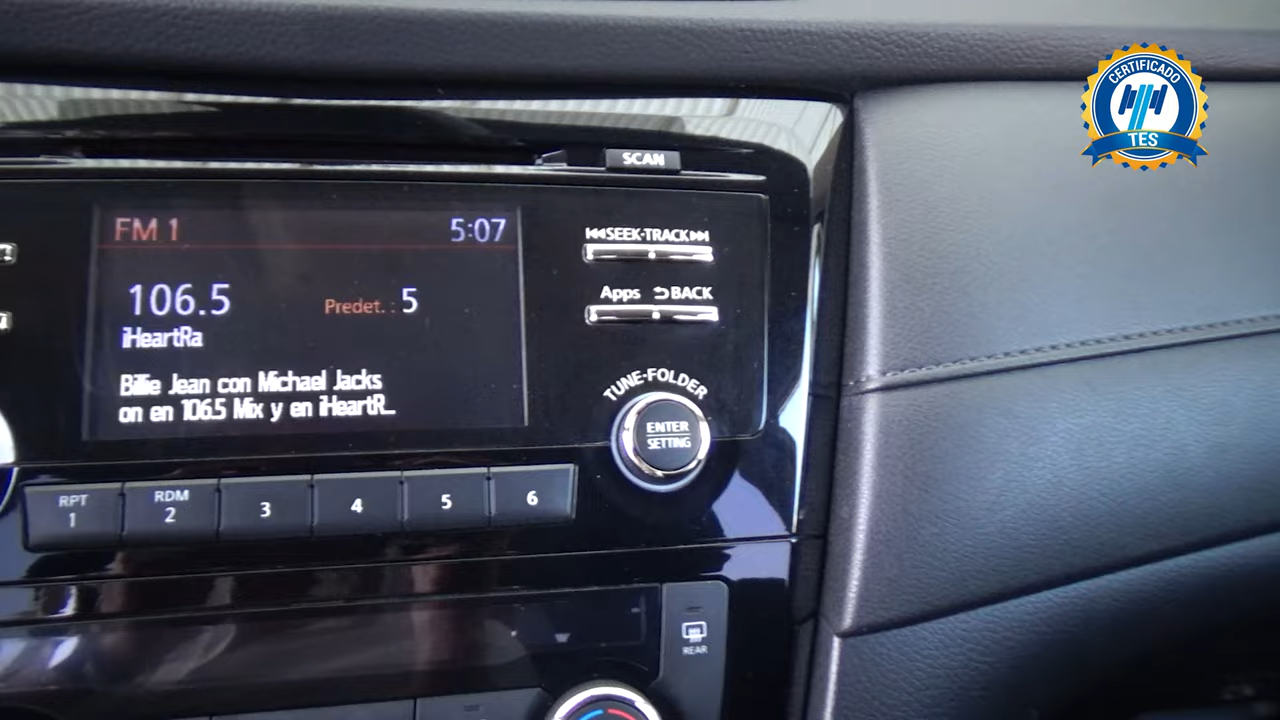 CERTIFICADO
TES
SCAN
FM 1
5:07
SEEK·TRACK
106.5
Predet. : 5
Apps
BACK
iHeartRa
Billie Jean con Michael Jacks
on en 106.5 Mix y en iHeartR...
TUNE·FOLDER
ENTER
SETTING
RPT
1
RDM
2
3
4
5
6
REAR